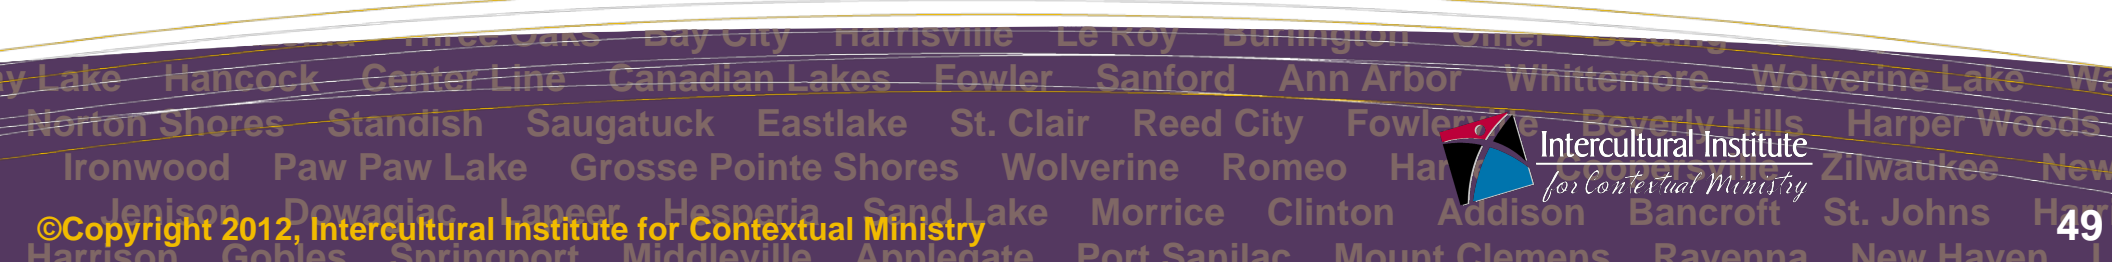 Three Oaks Bay City Harrisville Le Roy Burlington Omer Belding
Lake Hancock Center Line Canadian Lakes Fowler Sanford Ann Arbor Whittemore Wolverine Lake
Norton Shores Standish Saugatuck Eastlake St. Clair Reed City Fowlerville Beverly Hills Harper Woods
Intercultural Institute
Ironwood Paw Paw Lake Grosse Pointe Shores Wolverine Romeo Har Coopersville Zilwaukee New
for Contextual Ministry
Jenison Dowagiac Lapeer Hesperia Sand Lake Morrice Clinton Addison Bancroft St. Johns Harr
©Copyright 2012, Intercultural Institute for Contextual Ministry
49
Harrison Gobles Springport Middleville Applegate Port Sanilac Mount Clemens Ravenna New Haven